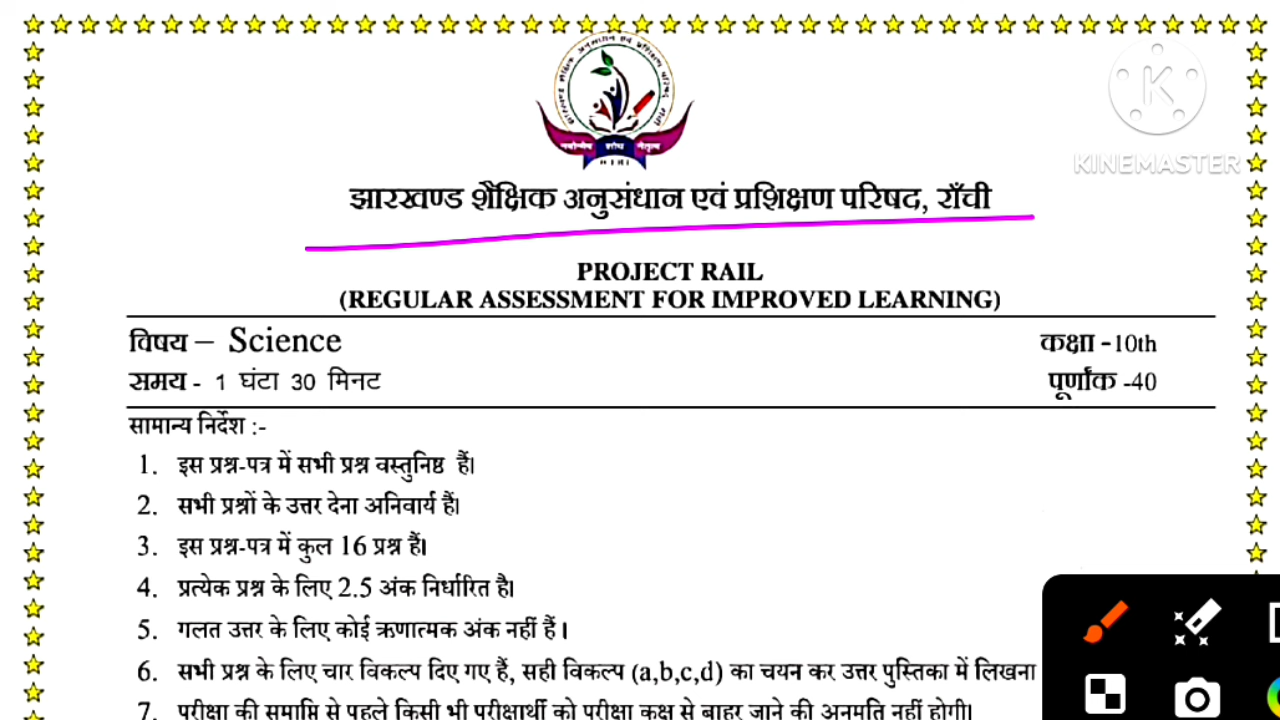 KINEMASTER
झारखण्ड शैक्षिक अनुसंधान एवं प्रशिक्षण परिषद, राँची
PROJECT RAIL
(REGULAR ASSESSMENT FOR IMPROVED LEARNING)
विषय – Science कक्षा -10th
समय - 1 घंटा 30 मिनट पूर्णांक -40
सामान्य निर्देश :-
1. इस प्रश्न-पत्र में सभी प्रश्न वस्तुनिष्ठ हैं।
2. सभी प्रश्नों के उत्तर देना अनिवार्य हैं।
3. इस प्रश्न-पत्र में कुल 16 प्रश्न हैं।
4. प्रत्येक प्रश्न के लिए 2.5 अंक निर्धारित है।
5. गलत उत्तर के लिए कोई ऋणात्मक अंक नहीं हैं ।
6. सभी प्रश्न के लिए चार विकल्प दिए गए हैं, सही विकल्प (a,b,c,d) का चयन कर उत्तर पुस्तिका में लिखना
7. परीक्षा की समाप्ति से पहले किसी भी परीक्षार्थी को परीक्षा कक्ष से बाहर जाने की अनुमति नहीं होगी।